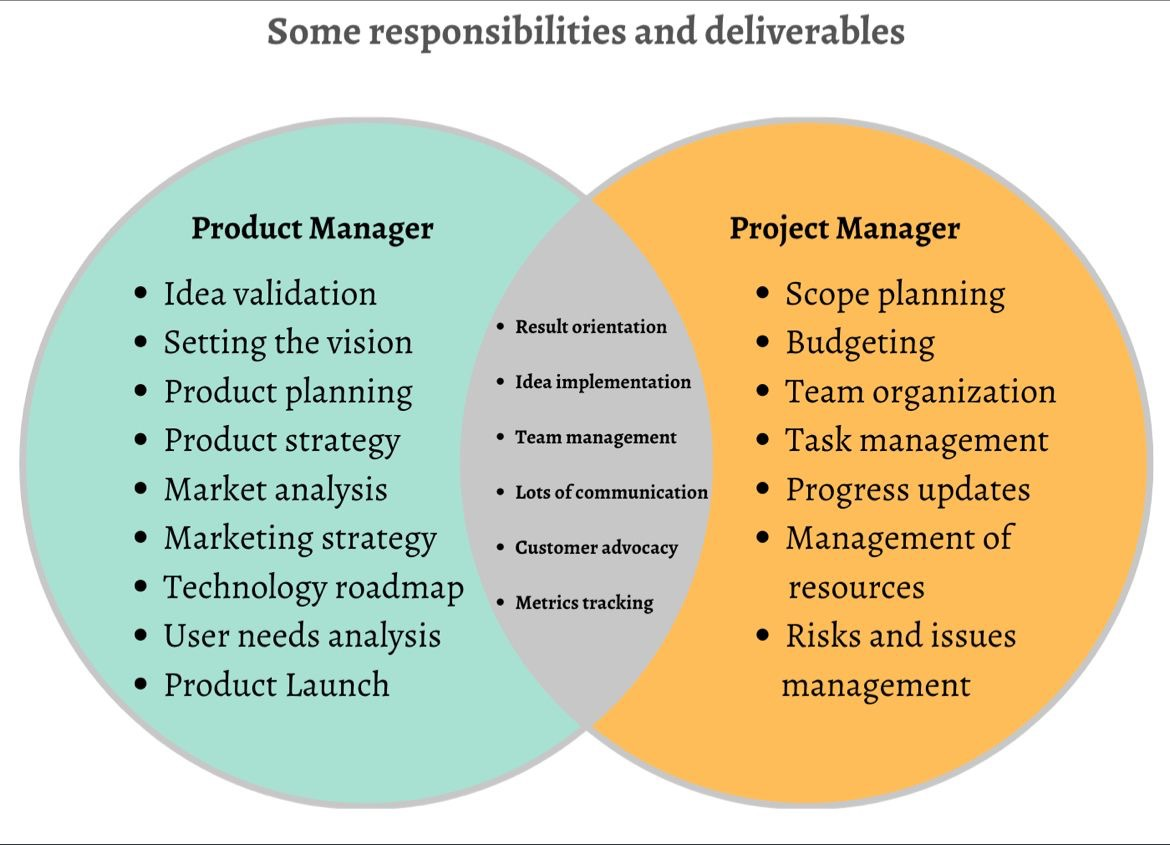 Some responsibilities and deliverables
Product Manager
• Idea validation
• Setting the vision
• Product planning
• Product strategy
• Market analysis
• Marketing strategy
• Technology roadmap
• User needs analysis
• Product Launch
• Result orientation
• Idea implementation
• Team management
• Lots of communication
• Customer advocacy
• Metrics tracking
Project Manager
• Scope planning
• Budgeting
• Team organization
• Task management
• Progress updates
• Management of
resources
• Risks and issues
management